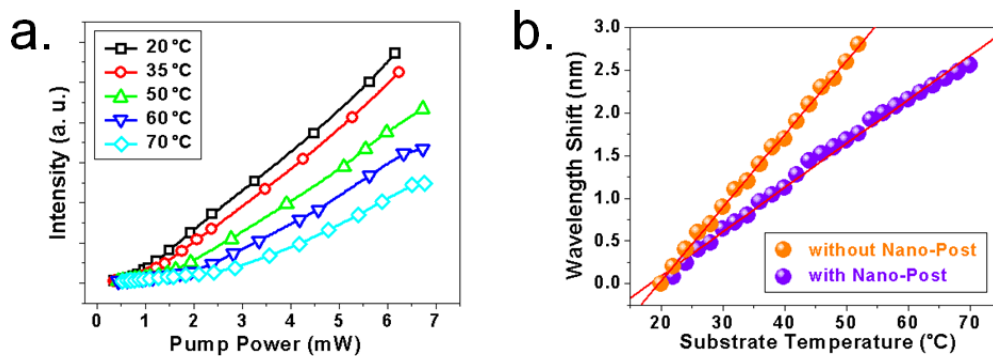 a.
20 °C
35 °C
50 °C
60 °C
70 °C
Intensity (a. u.)
0 1 2 3 4 5 6 7
Pump Power (mW)
b.
3.0
2.5
2.0
1.5
1.0
0.5
0.0
Wavelength Shift (nm)
without Nano-Post
with Nano-Post
20 30 40 50 60 70
Substrate Temperature (°C)